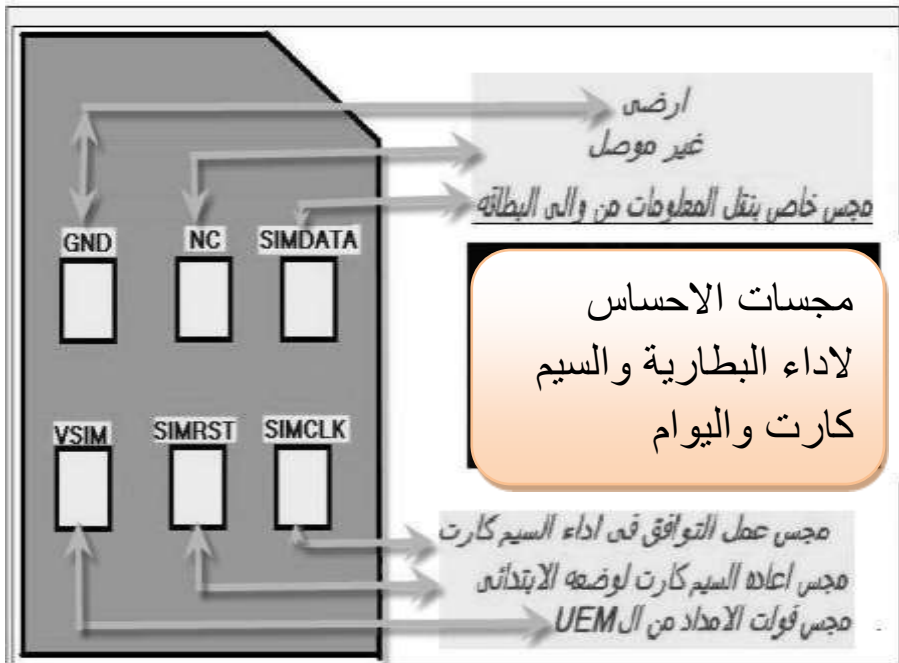 ارضى
غير موصل
مجس خاص بنقل المعلومات من والى البطاقه
GND NC SIMDATA
مجسات الاحساس
لاداء البطارية والسيم
كارت واليوام
VSIM SIMRST SIMCLK
مجس عمل التوافق فى اداء السيم كارت
مجس اعاده السيم كارت لوضعه الابتدائى
مجس فولت الامداد من ال UEM